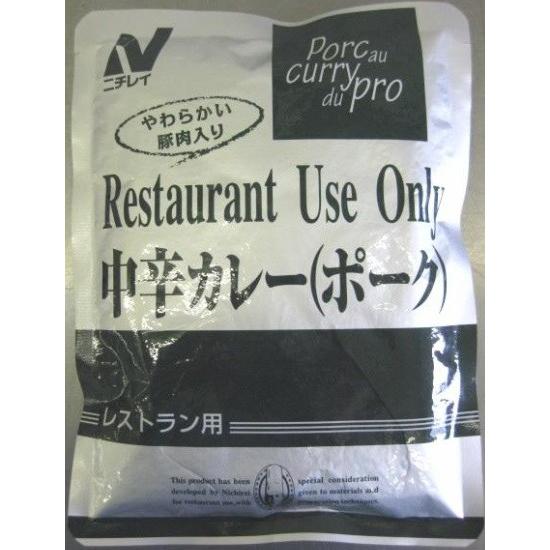 ニチレイ
Porc au
curry
du pro
やわらかい
豚肉入り
Restaurant Use Only
中辛カレー(ポーク)
レストラン用
This product has been
developed by Nichirei
for restaurant use, with
special consideration
given to materials and
processing techniques.